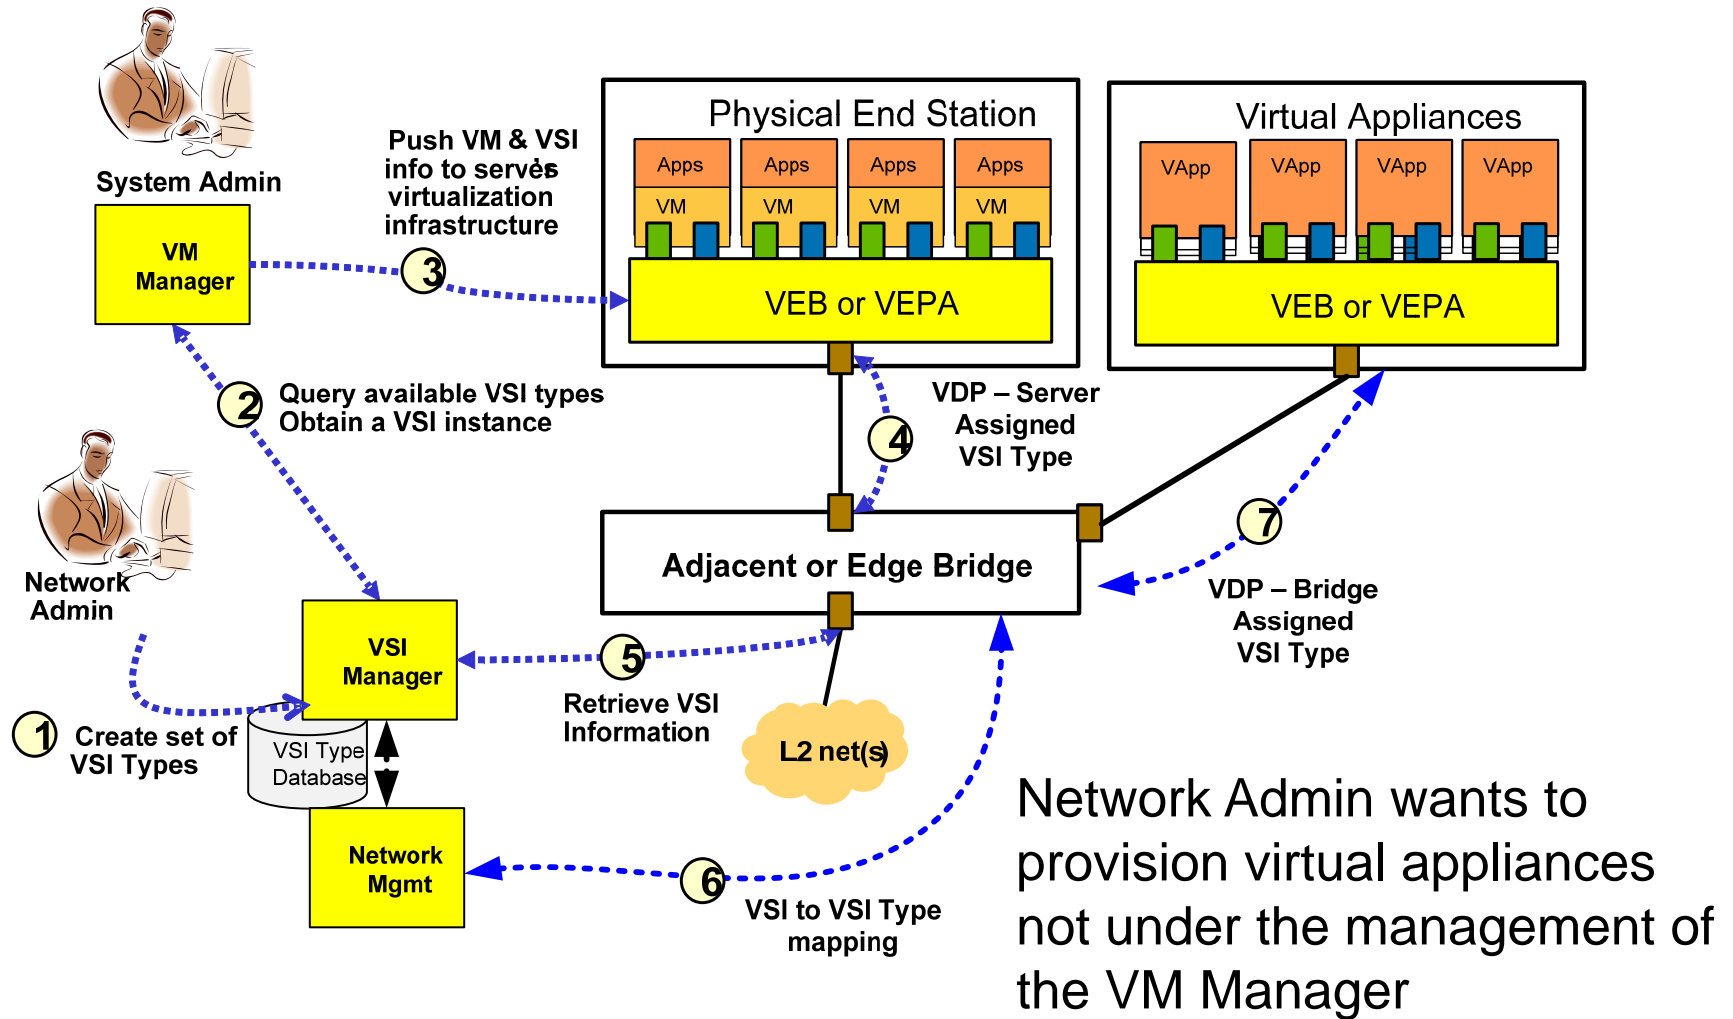 System Admin
VM
Manager
Push VM & VSI
info to server's
virtualization
infrastructure
3
Physical End Station
Apps Apps Apps Apps
VM VM VM VM
VEB or VEPA
Virtual Appliances
VApp VApp VApp VApp
VEB or VEPA
2
Query available VSI types
Obtain a VSI instance
4
VDP – Server
Assigned
VSI Type
7
VDP – Bridge
Assigned
VSI Type
Adjacent or Edge Bridge
Network
Admin
VSI
Manager
5
Retrieve VSI
Information
1
Create set of
VSI Types
VSI Type
Database
L2 net(s)
Network
Mgmt
6
VSI to VSI Type
mapping
Network Admin wants to
provision virtual appliances
not under the management of
the VM Manager